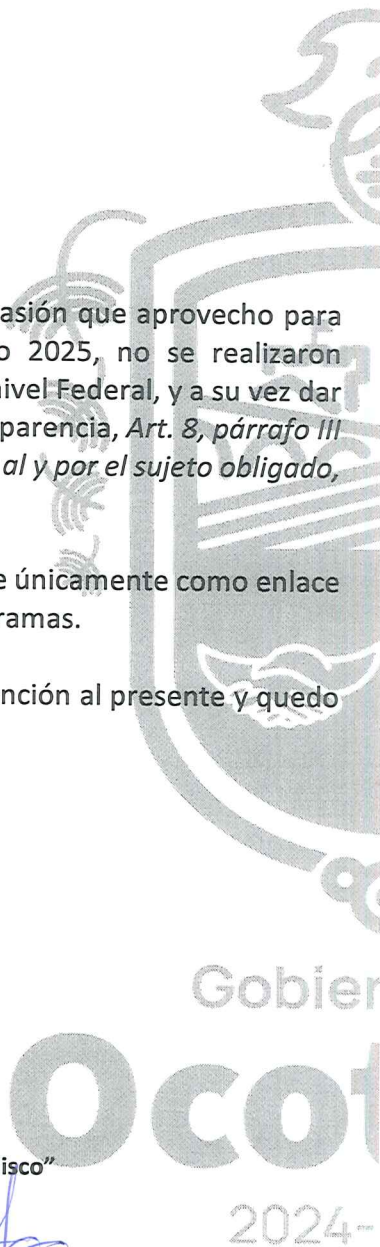 asión que aprovecho para
o 2025, no se realizaron
nivel Federal, y a su vez dar
parencia, Art. 8, párrafo III
al y por el sujeto obligado,
e únicamente como enlace
ramas.
nción al presente y quedo
Gobier
Ocot
isco”
2024-